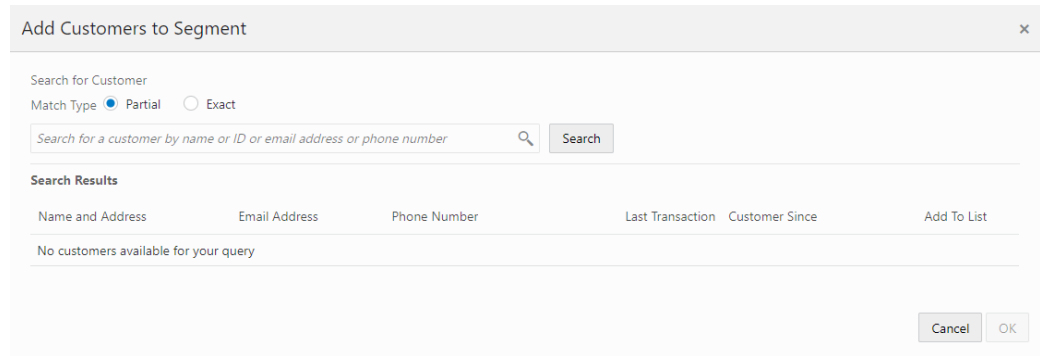 Add Customers to Segment ×
Search for Customer
Match Type Partial Exact
Search for a customer by name or ID or email address or phone number Search
Search Results
Name and Address Email Address Phone Number Last Transaction Customer Since Add To List
No customers available for your query
Cancel OK